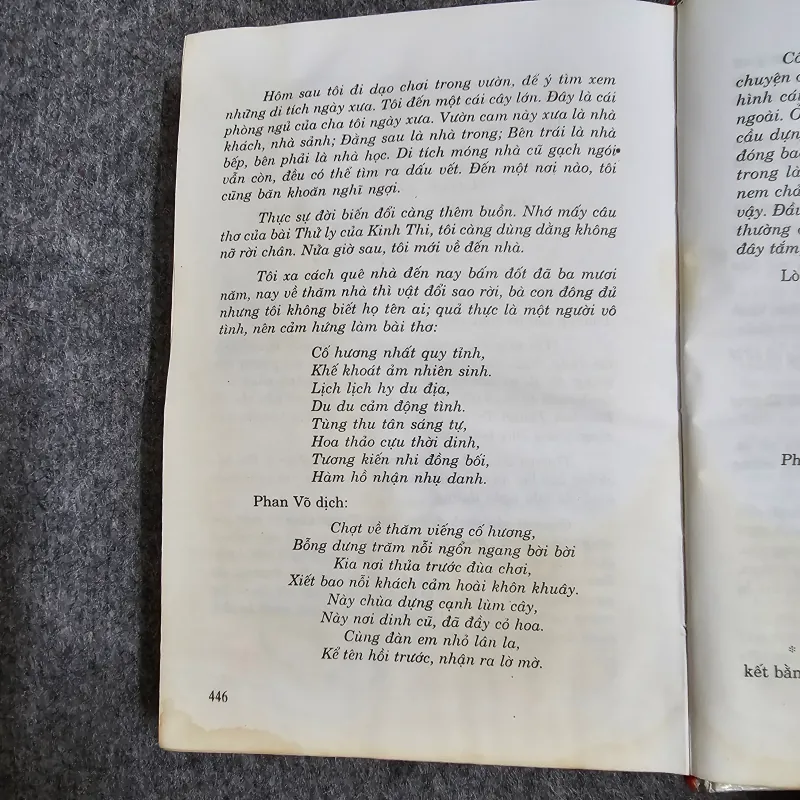 Hôm sau tôi đi dạo chơi trong vườn, để ý tìm xem
những di tích ngày xưa. Tôi đến một cái cây lớn. Đây là cái
phòng ngủ của cha tôi ngày xưa. Vườn cam này xưa là nhà
khách, nhà sảnh; Đằng sau là nhà trong; Bên trái là nhà
bếp, bên phải là nhà học. Di tích móng nhà cũ gạch ngói
vẫn còn, đều có thể tìm ra dấu vết. Đến một nơi nào, tôi
cũng băn khoăn nghĩ ngợi.
Thực sự đời biến đổi càng thêm buồn. Nhớ mấy câu
thơ của bài Thử ly của Kinh Thi, tôi càng dùng dằng không
nỡ rời chân. Nửa giờ sau, tôi mới về đến nhà.
Tôi xa cách quê nhà đến nay bấm đốt đã ba mươi
năm, nay về thăm nhà thì vật đổi sao rời, bà con đông đủ
nhưng tôi không biết họ tên ai; quả thực là một người vô
tình, nên cảm hứng làm bài thơ:
Cố hương nhất quy tỉnh,
Khế khoát ảm nhiên sinh.
Lịch lịch hy du địa,
Du du cảm động tình.
Tùng thu tân sáng tự,
Hoa thảo cựu thời dinh,
Tương kiến nhi đồng bối,
Hàm hồ nhận nhụ danh.
Phan Võ dịch:
Chợt về thăm viếng cố hương,
Bỗng dưng trăm nỗi ngổn ngang bời bời
Kia nơi thủa trước đùa chơi,
Xiết bao nỗi khách cảm hoài khôn khuây.
Này chùa dựng cạnh lùm cây,
Này nơi dinh cũ, đã đầy cỏ hoa.
Cùng đàn em nhỏ lân la,
Kể tên hồi trước, nhận ra lờ mờ.
446
chuyện
hình
ngoài.
cầu
đóng
trong
nem
vậy.
thường
đây tắm,
*
kết